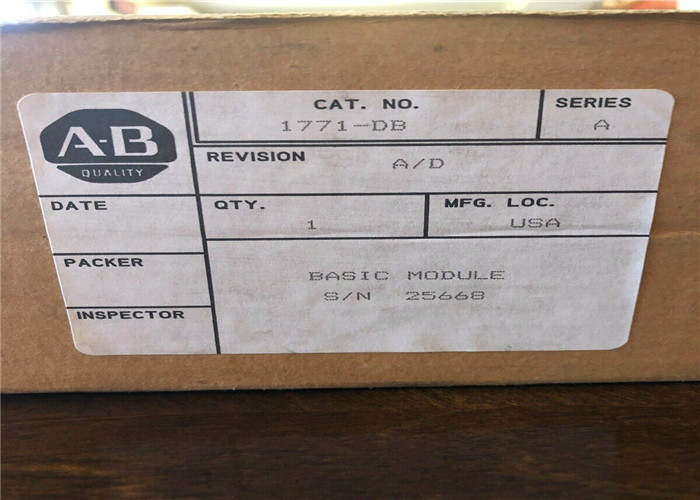 A-B
QUALITY
CAT. NO.
1771-DB
SERIES
A
REVISION
A/D
DATE
QTY.
1
MFG. LOC.
USA
PACKER
BASIC MODULE
S/N 25668
INSPECTOR